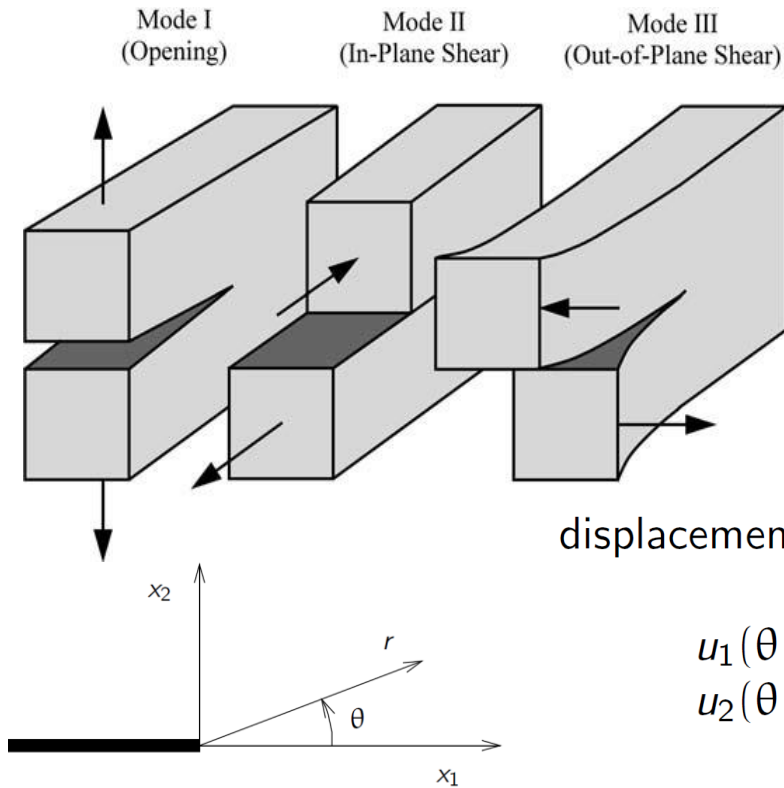 Mode I
(Opening)
Mode II
(In-Plane Shear)
Mode III
(Out-of-Plane Shear)
displacemen
x₂
r
θ
x₁
u₁(θ
u₂(θ